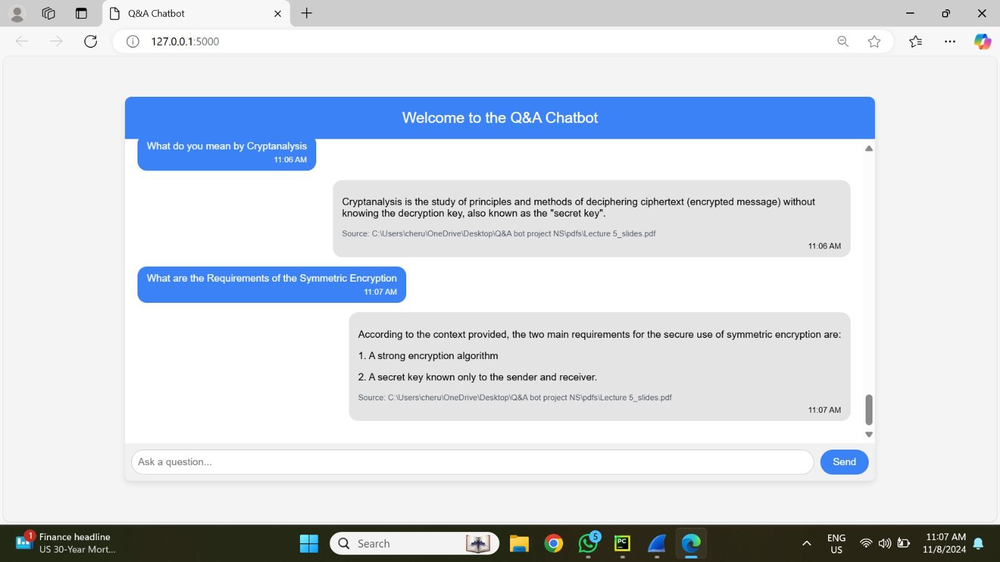 Q&A Chatbot
127.0.0.1:5000
Welcome to the Q&A Chatbot
What do you mean by Cryptanalysis
11:06 AM
Cryptanalysis is the study of principles and methods of deciphering ciphertext (encrypted message) without
knowing the decryption key, also known as the "secret key".
Source: C:\Users\cheru\OneDrive\Desktop\Q&A bot project NS\pdfs\Lecture 5_slides.pdf
11:06 AM
What are the Requirements of the Symmetric Encryption
11:07 AM
According to the context provided, the two main requirements for the secure use of symmetric encryption are:
1. A strong encryption algorithm
2. A secret key known only to the sender and receiver.
Source: C:\Users\cheru\OneDrive\Desktop\Q&A bot project NS\pdfs\Lecture 5_slides.pdf
11:07 AM
Ask a question...
Send
1
Finance headline
US 30-Year Mort...
Search
5
PC
ENG
US
11:07 AM
11/8/2024